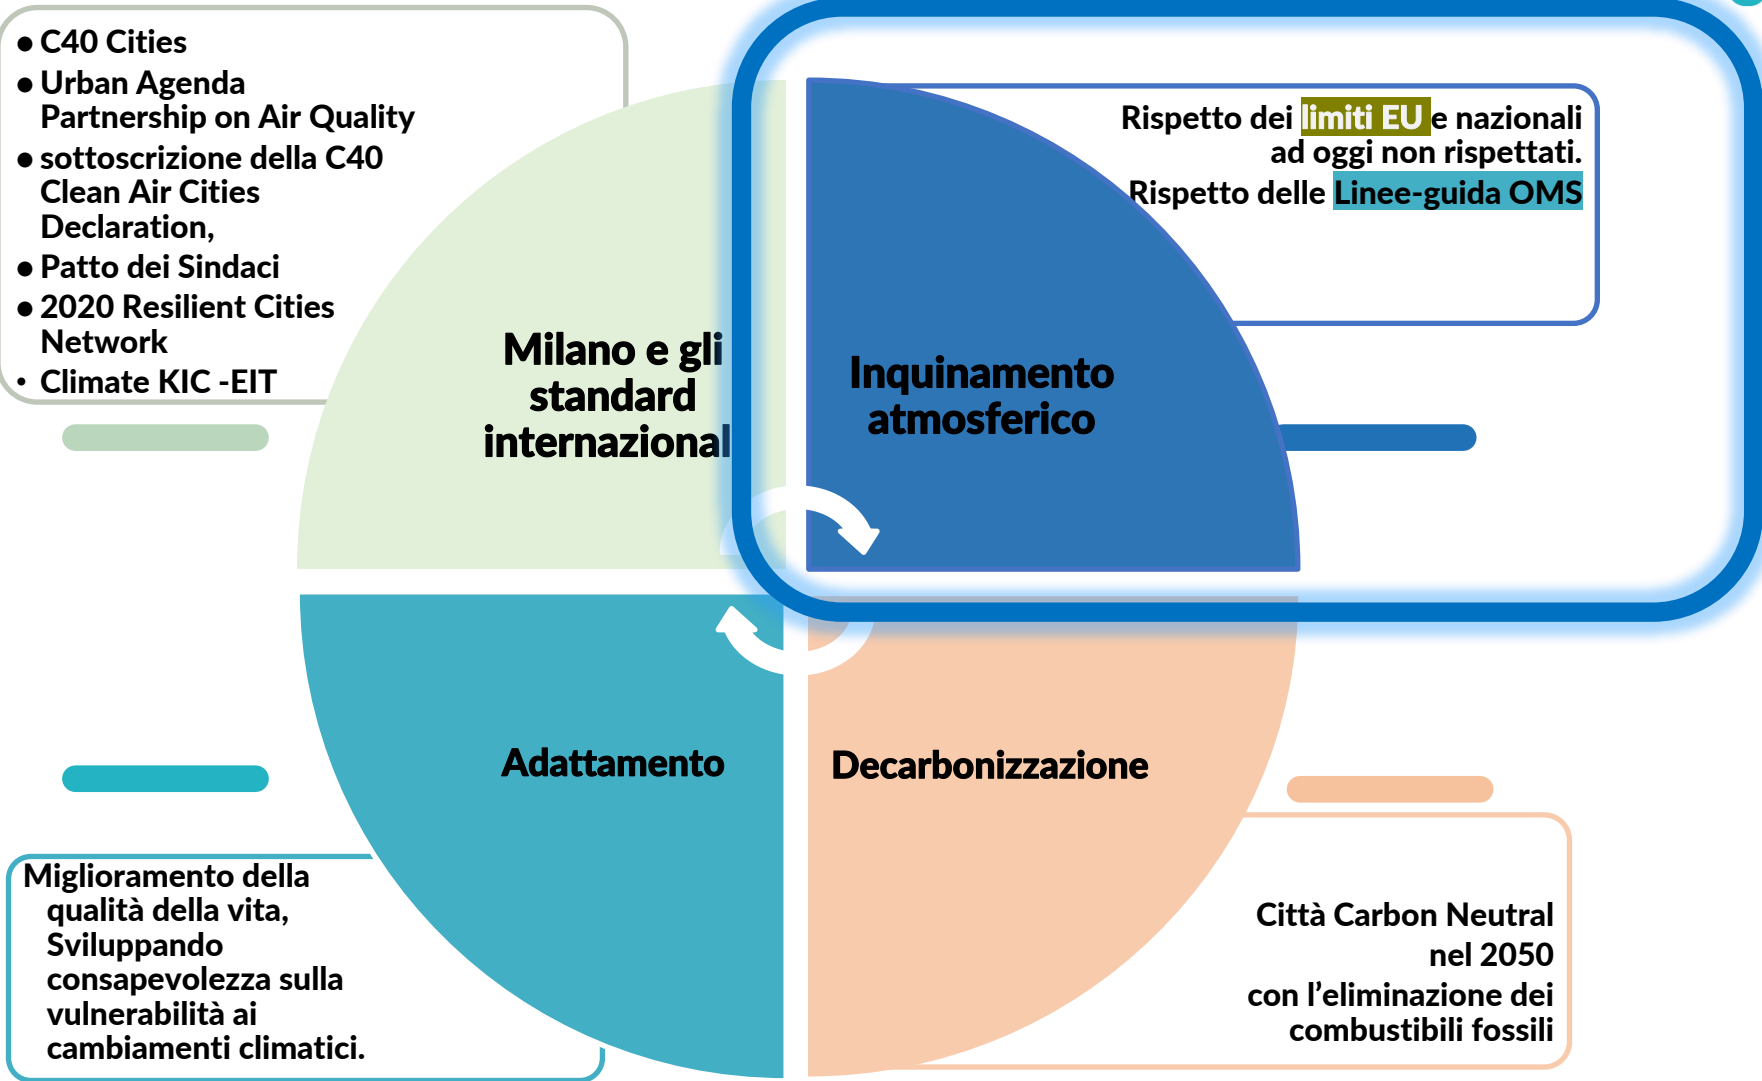 ● C40 Cities
● Urban Agenda
Partnership on Air Quality
● sottoscrizione della C40
Clean Air Cities
Declaration,
● Patto dei Sindaci
● 2020 Resilient Cities
Network
• Climate KIC -EIT
Rispetto dei limiti EU e nazionali
ad oggi non rispettati.
Rispetto delle Linee-guida OMS
Milano e gli
standard
internazional
Inquinamento
atmosferico
Adattamento
Decarbonizzazione
Miglioramento della
qualità della vita,
Sviluppando
consapevolezza sulla
vulnerabilità ai
cambiamenti climatici.
Città Carbon Neutral
nel 2050
con l’eliminazione dei
combustibili fossili